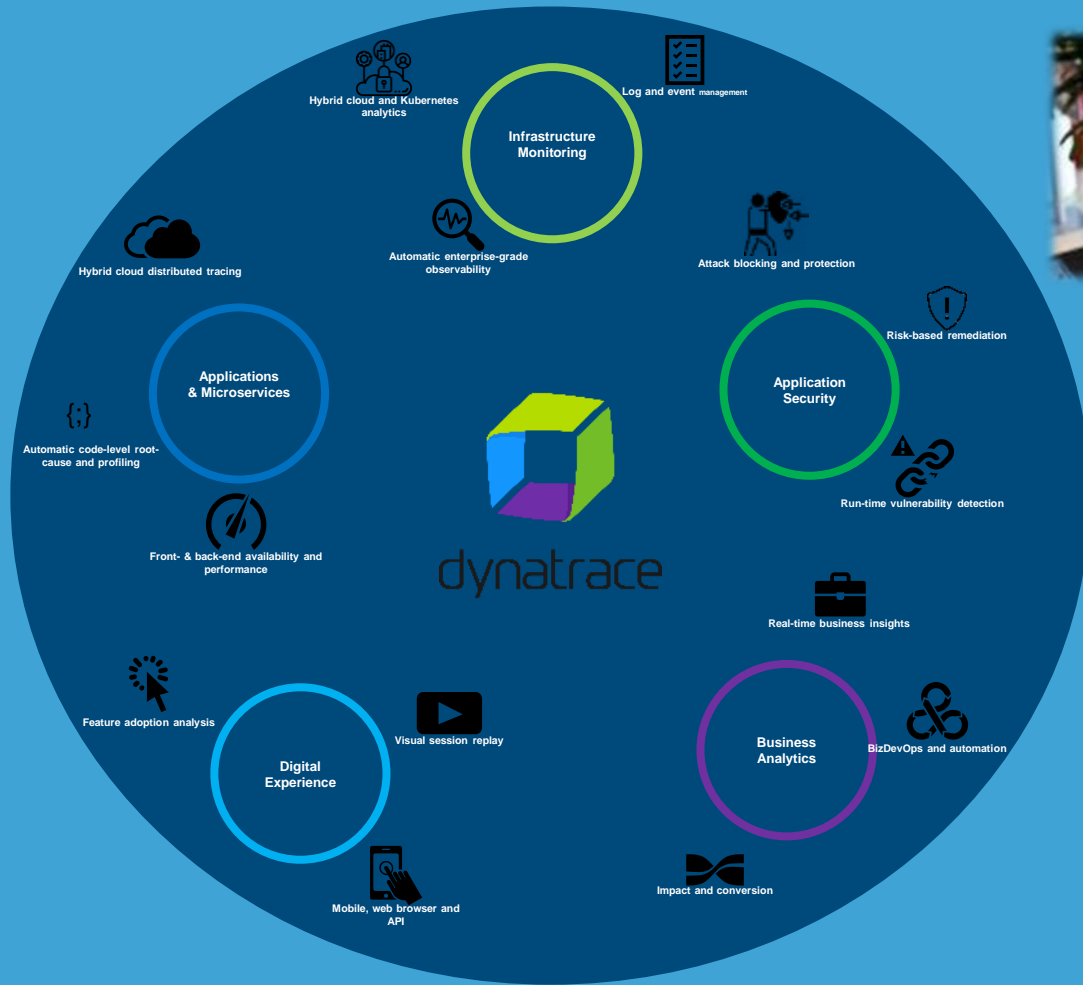 Hybrid cloud and Kubernetes
analytics
Log and event management
Infrastructure
Monitoring
Automatic enterprise-grade
observability
Attack blocking and protection
Hybrid cloud distributed tracing
Risk-based remediation
Applications
& Microservices
Application
Security
{;}
Automatic code-level root-
cause and profiling
Run-time vulnerability detection
Front- & back-end availability and
performance
dynatrace
Real-time business insights
Feature adoption analysis
Visual session replay
BizDevOps and automation
Business
Analytics
Digital
Experience
Impact and conversion
Mobile, web browser and
API